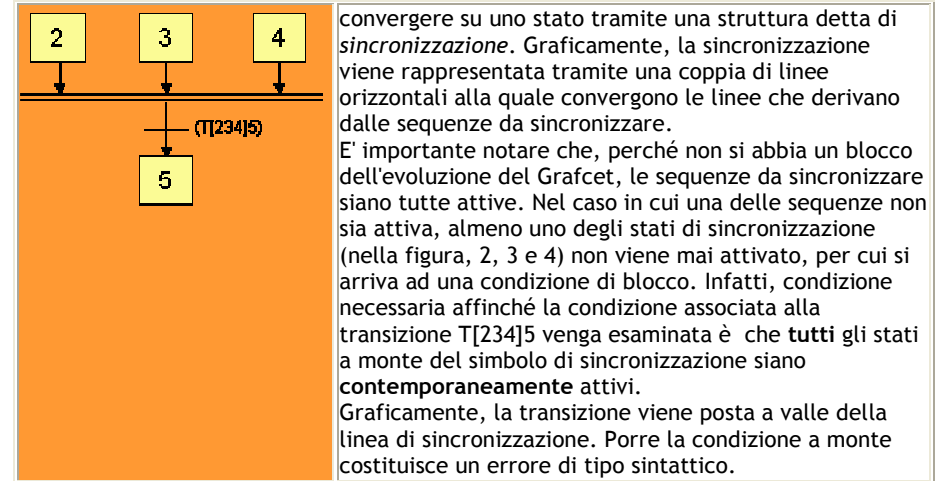 2
3
4
(T[234]5)
5
convergere su uno stato tramite una struttura detta di
sincronizzazione. Graficamente, la sincronizzazione
viene rappresentata tramite una coppia di linee
orizzontali alla quale convergono le linee che derivano
dalle sequenze da sincronizzare.
E' importante notare che, perché non si abbia un blocco
dell'evoluzione del Grafcet, le sequenze da sincronizzare
siano tutte attive. Nel caso in cui una delle sequenze non
sia attiva, almeno uno degli stati di sincronizzazione
(nella figura, 2, 3 e 4) non viene mai attivato, per cui si
arriva ad una condizione di blocco. Infatti, condizione
necessaria affinché la condizione associata alla
transizione T[234]5 venga esaminata è che tutti gli stati
a monte del simbolo di sincronizzazione siano
contemporaneamente attivi.
Graficamente, la transizione viene posta a valle della
linea di sincronizzazione. Porre la condizione a monte
costituisce un errore di tipo sintattico.